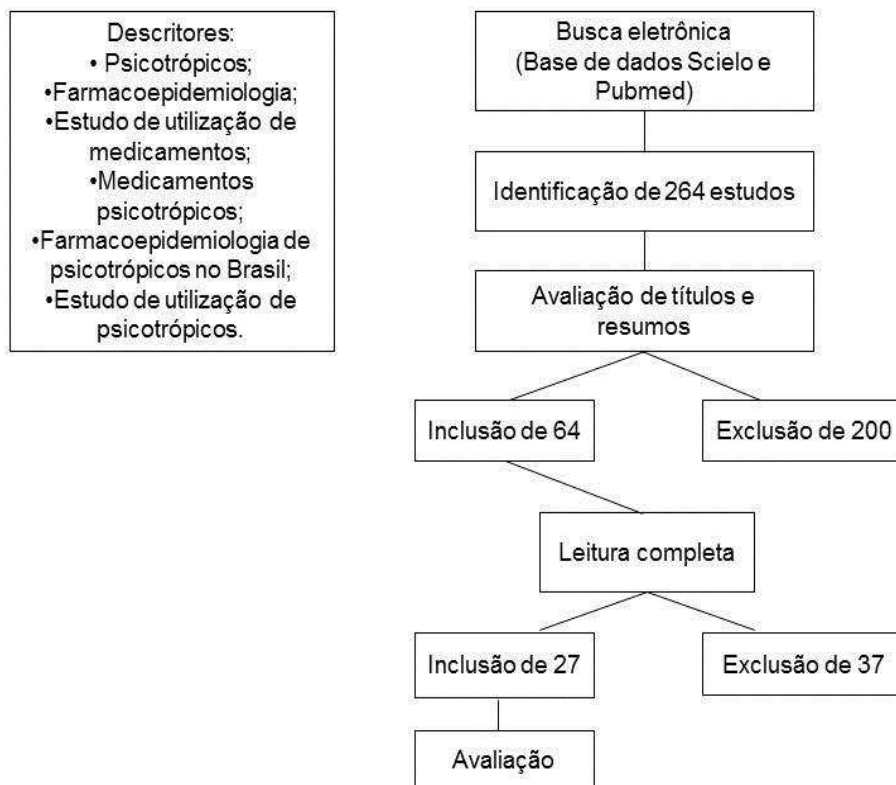 Descritores:
• Psicotrópicos;
•Farmacoepidemiologia;
•Estudo de utilização de
medicamentos;
•Medicamentos
psicotrópicos;
•Farmacoepidemiologia de
psicotrópicos no Brasil;
•Estudo de utilização de
psicotrópicos.
Busca eletrônica
(Base de dados Scielo e
Pubmed)
Identificação de 264 estudos
Avaliação de títulos e
resumos
Inclusão de 64
Exclusão de 200
Leitura completa
Inclusão de 27
Exclusão de 37
Avaliação